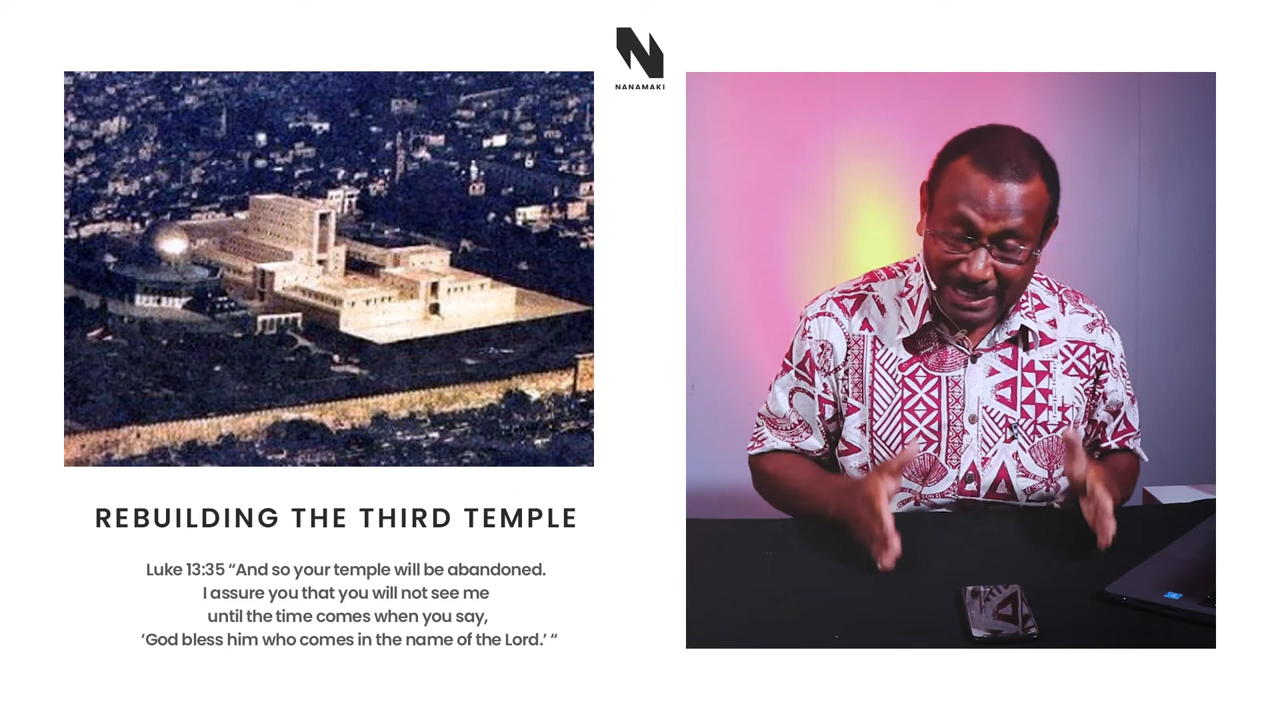 NANAMAKI
REBUILDING THE THIRD TEMPLE
Luke 13:35 “And so your temple will be abandoned.
I assure you that you will not see me
until the time comes when you say,
‘God bless him who comes in the name of the Lord.’ “